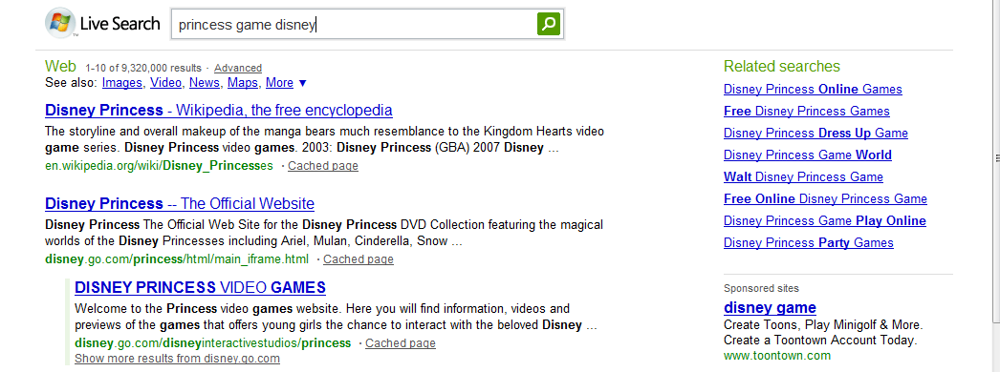 Live Search princess game disney
Web 1-10 of 9,320,000 results · Advanced
See also: Images, Video, News, Maps, More ▼
Disney Princess - Wikipedia, the free encyclopedia
The storyline and overall makeup of the manga bears much resemblance to the Kingdom Hearts video
game series. Disney Princess video games. 2003: Disney Princess (GBA) 2007 Disney ...
en.wikipedia.org/wiki/Disney_Princesses · Cached page
Disney Princess -- The Official Website
Disney Princess The Official Web Site for the Disney Princess DVD Collection featuring the magical
worlds of the Disney Princesses including Ariel, Mulan, Cinderella, Snow ...
disney.go.com/princess/html/main_iframe.html · Cached page
DISNEY PRINCESS VIDEO GAMES
Welcome to the Princess video games website. Here you will find information, videos and
previews of the games that offers young girls the chance to interact with the beloved Disney ...
disney.go.com/disneyinteractivestudios/princess · Cached page
Show more results from disney.go.com
Related searches
Disney Princess Online Games
Free Disney Princess Games
Disney Princess Dress Up Game
Disney Princess Game World
Walt Disney Princess Game
Free Online Disney Princess Game
Disney Princess Game Play Online
Disney Princess Party Games
Sponsored sites
disney game
Create Toons, Play Minigolf & More.
Create a Toontown Account Today.
www.toontown.com